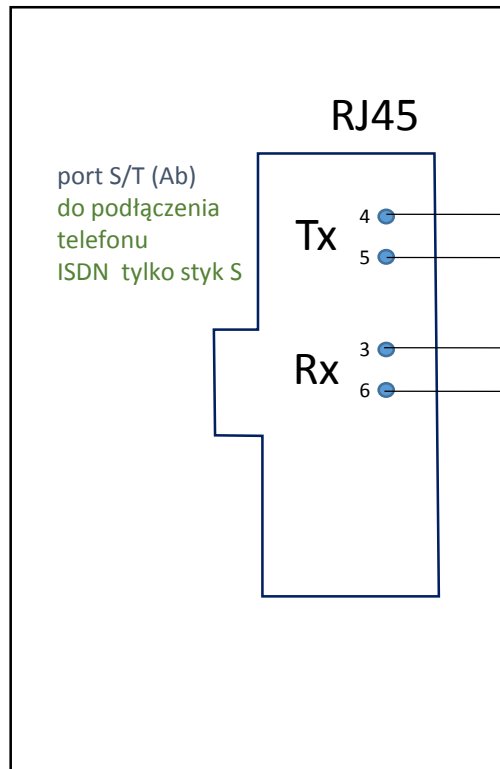 RJ45
port S/T (Ab)
do podłączenia
telefonu
ISDN  tylko styk S
Tx
4
5
Rx
3
6